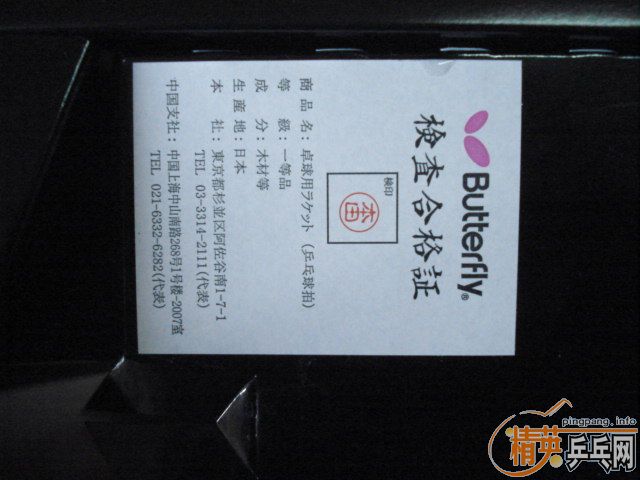 Butterfly®
検査合格証
検印
本田
商 品 名：卓球用ラケット（乒乓球拍）
等　　級：一等品
成　　分：木材等
生 産 地：日本
本　　社：東京都杉並区阿佐谷南1-7-1
TEL 03-3314-2111(代表)
中国支社：中国上海中山南路268号1号楼-2007室
TEL 021-6332-6282(代表)
pingpang.info
精英乒乓网